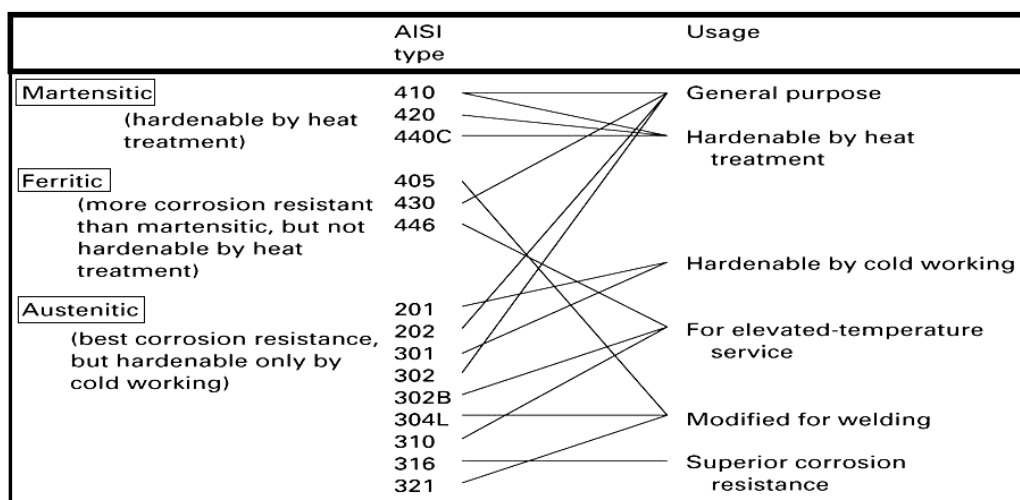 AISI type
Usage
Martensitic
(hardenable by heat
treatment)
410
420
440C
General purpose
Hardenable by heat
treatment
Ferritic
(more corrosion resistant
than martensitic, but not
hardenable by heat
treatment)
405
430
446
Hardenable by cold working
Austenitic
(best corrosion resistance,
but hardenable only by
cold working)
201
202
301
302
302B
304L
310
316
321
For elevated-temperature
service
Modified for welding
Superior corrosion
resistance